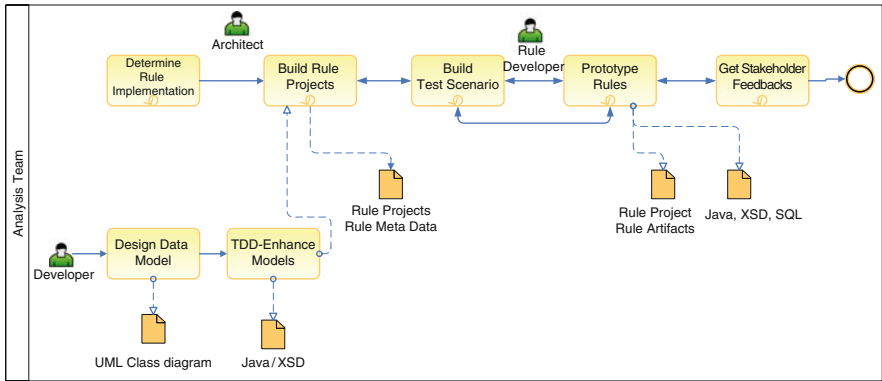 Analysis Team
Architect
Determine
Rule
Implementation
Build Rule
Projects
Build
Test Scenario
Rule
Developer
Prototype
Rules
Get Stakeholder
Feedbacks
Rule Projects
Rule Meta Data
Rule Project
Rule Artifacts
Java, XSD, SQL
Developer
Design Data
Model
TDD-Enhance
Models
UML Class diagram
Java/XSD